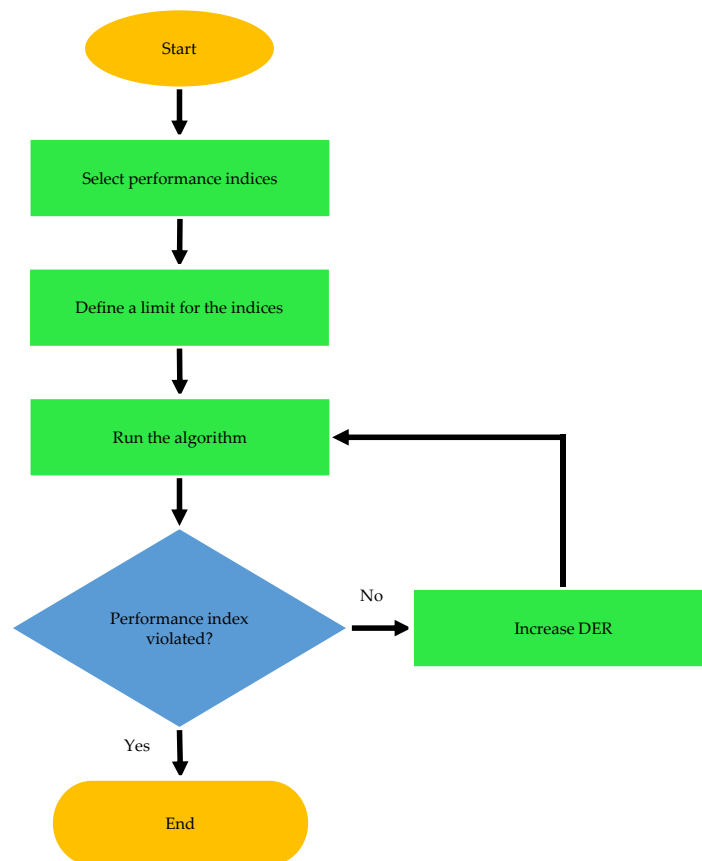 Start
Select performance indices
Define a limit for the indices
Run the algorithm
Performance index
violated?
No
Increase DER
Yes
End